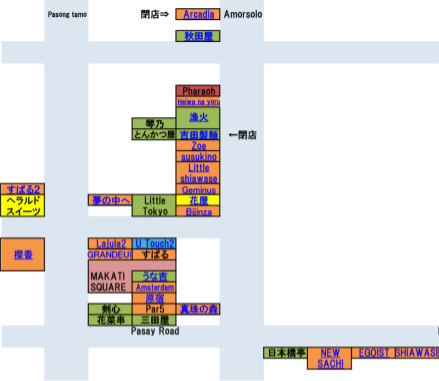 Pasong tamo
閉店⇒
Arcadia
Amorsolo
秋田屋
Pharaoh
Heiwa na yoru
漁火
琴乃
とんかつ屋
吉田製麺
←閉店
Zoe
susukino
Little
shiawase
Geminus
すばる2
ヘラルド
スイーツ
夢の中へ
Little
Tokyo
花屋
Bijinza
櫻香
Lajula2
U Touch2
GRANDEUR
すばる
MAKATI
SQUARE
うな吉
Amsterdam
原宿
剣心
Par5
真珠の森
花菜串
三田屋
Pasay Road
日本橋亭
NEW
SACHI
EGOIST
SHIAWAS